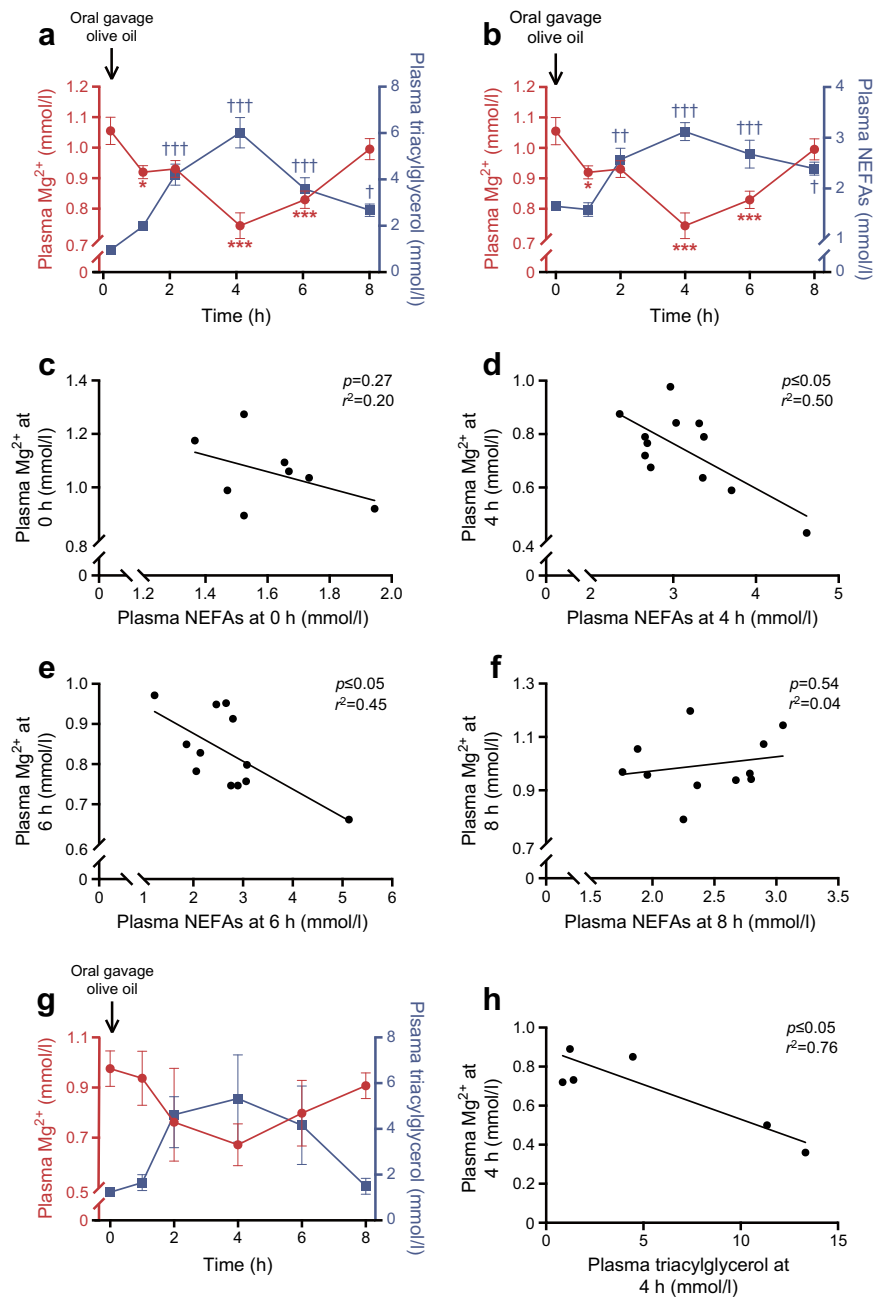 a
Oral gavage
olive oil
Plasma Mg2+ (mmol/l)
1.2
1.1
1.0
0.9
0.8
0.7
0
Plasma triacylglycerol (mmol/l)
8
6
4
2
0
*
†††
†††
***
†††
***
†
0 2 4 6 8
Time (h)
b
Oral gavage
olive oil
Plasma Mg2+ (mmol/l)
1.2
1.1
1.0
0.9
0.8
0.7
0
Plasma NEFAs (mmol/l)
4
3
2
1
0
*
††
†††
***
†††
***
†
0 2 4 6 8
Time (h)
c
Plasma Mg2+ at
0 h (mmol/l)
1.4
1.2
1.0
0.8
0
p=0.27
r2=0.20
0 1.2 1.4 1.6 1.8 2.0
Plasma NEFAs at 0 h (mmol/l)
d
Plasma Mg2+ at
4 h (mmol/l)
1.0
0.8
0.6
0.4
0
p≤0.05
r2=0.50
0 2 3 4 5
Plasma NEFAs at 4 h (mmol/l)
e
Plasma Mg2+ at
6 h (mmol/l)
1.0
0.9
0.8
0.7
0.6
0
p≤0.05
r2=0.45
0 1 2 3 4 5 6
Plasma NEFAs at 6 h (mmol/l)
f
Plasma Mg2+ at
8 h (mmol/l)
1.3
1.1
0.9
0.7
0
p=0.54
r2=0.04
0 1.5 2.0 2.5 3.0 3.5
Plasma NEFAs at 8 h (mmol/l)
g
Oral gavage
olive oil
Plasma Mg2+ (mmol/l)
1.1
0.9
0.7
0.5
0
Plsama triacylglycerol (mmol/l)
8
6
4
2
0
0 2 4 6 8
Time (h)
h
Plasma Mg2+ at
4 h (mmol/l)
1.0
0.8
0.6
0.4
0.2
0
p≤0.05
r2=0.76
0 5 10 15
Plasma triacylglycerol at
4 h (mmol/l)